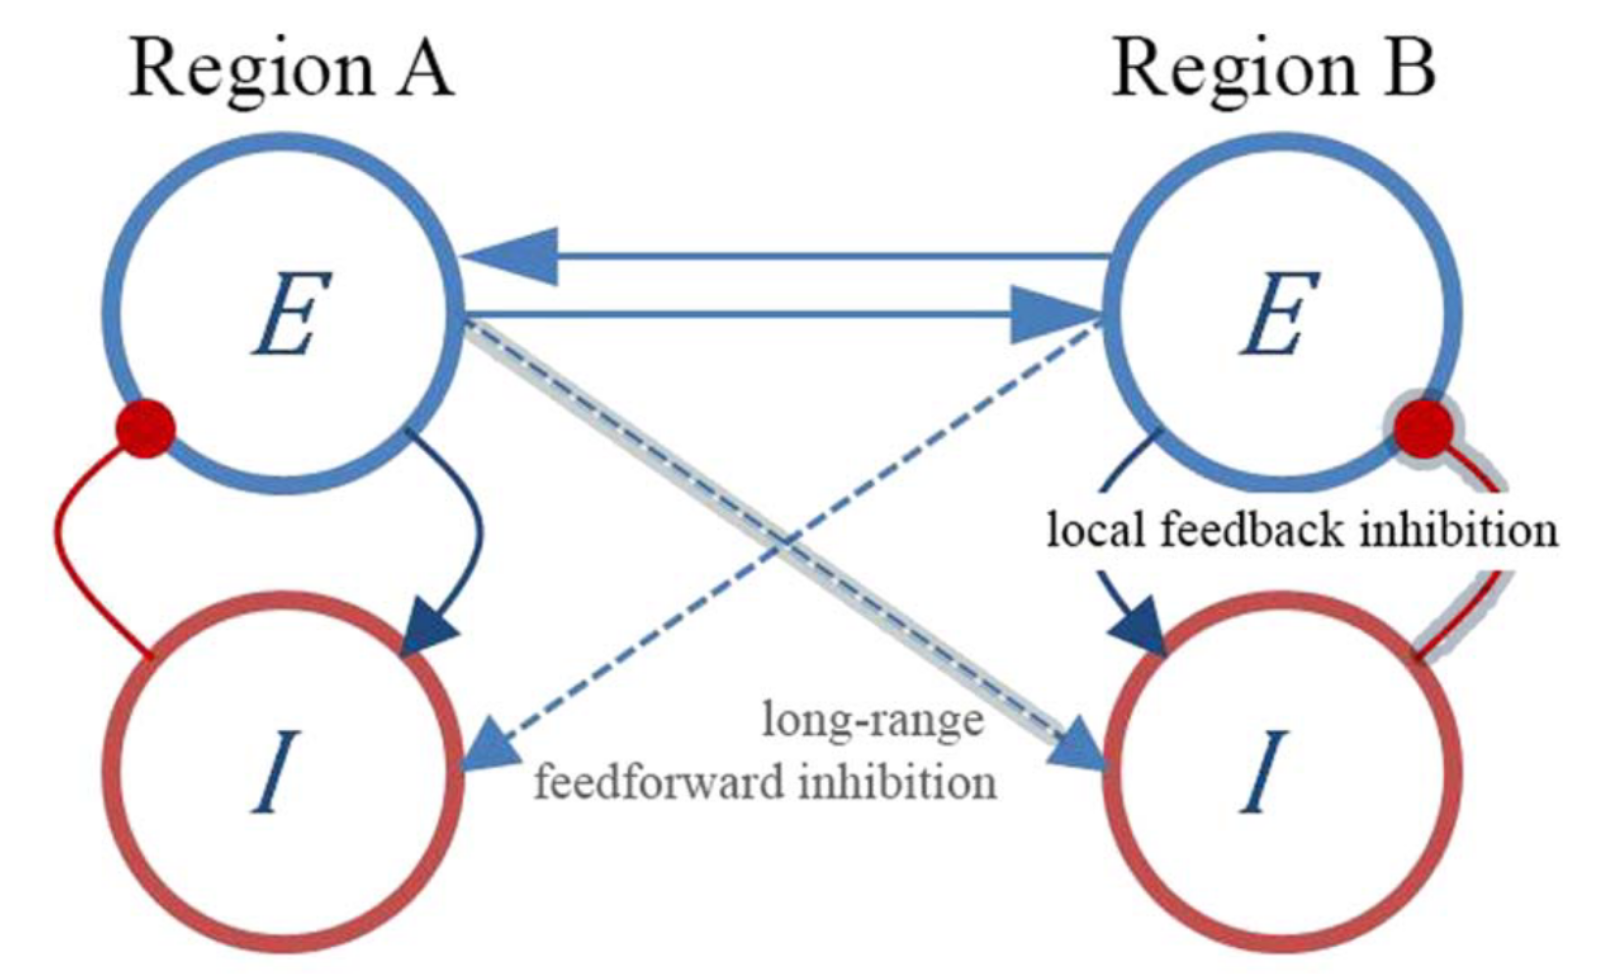 Region A
Region B
E
E
local feedback inhibition
long-range
feedforward inhibition
I
I